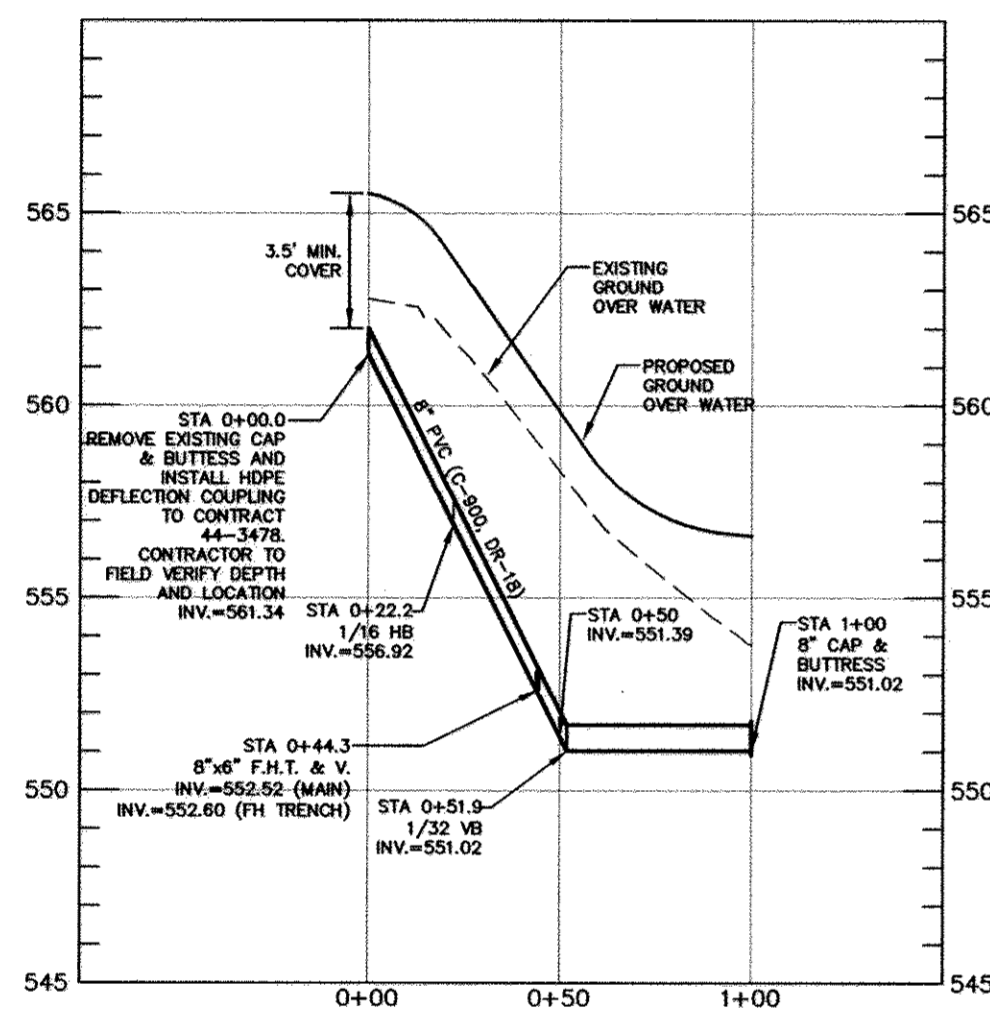 565
565
3.5' MIN.
COVER
EXISTING
GROUND
OVER WATER
PROPOSED
GROUND
OVER WATER
560
560
8" PVC (C-900, DR-18)
STA 0+00.0
REMOVE EXISTING CAP
& BUTTESS AND
INSTALL HDPE
DEFLECTION COUPLING
TO CONTRACT
44-3478.
CONTRACTOR TO
FIELD VERIFY DEPTH
AND LOCATION
INV.=561.34
555
555
STA 0+22.2
1/16 HB
INV.=556.92
STA 0+50
INV.=551.39
STA 1+00
8" CAP &
BUTTRESS
INV.=551.02
STA 0+44.3
8"x6" F.H.T. & V.
INV.=552.52 (MAIN)
INV.=552.60 (FH TRENCH)
550
550
STA 0+51.9
1/32 VB
INV.=551.02
545
545
0+00
0+50
1+00